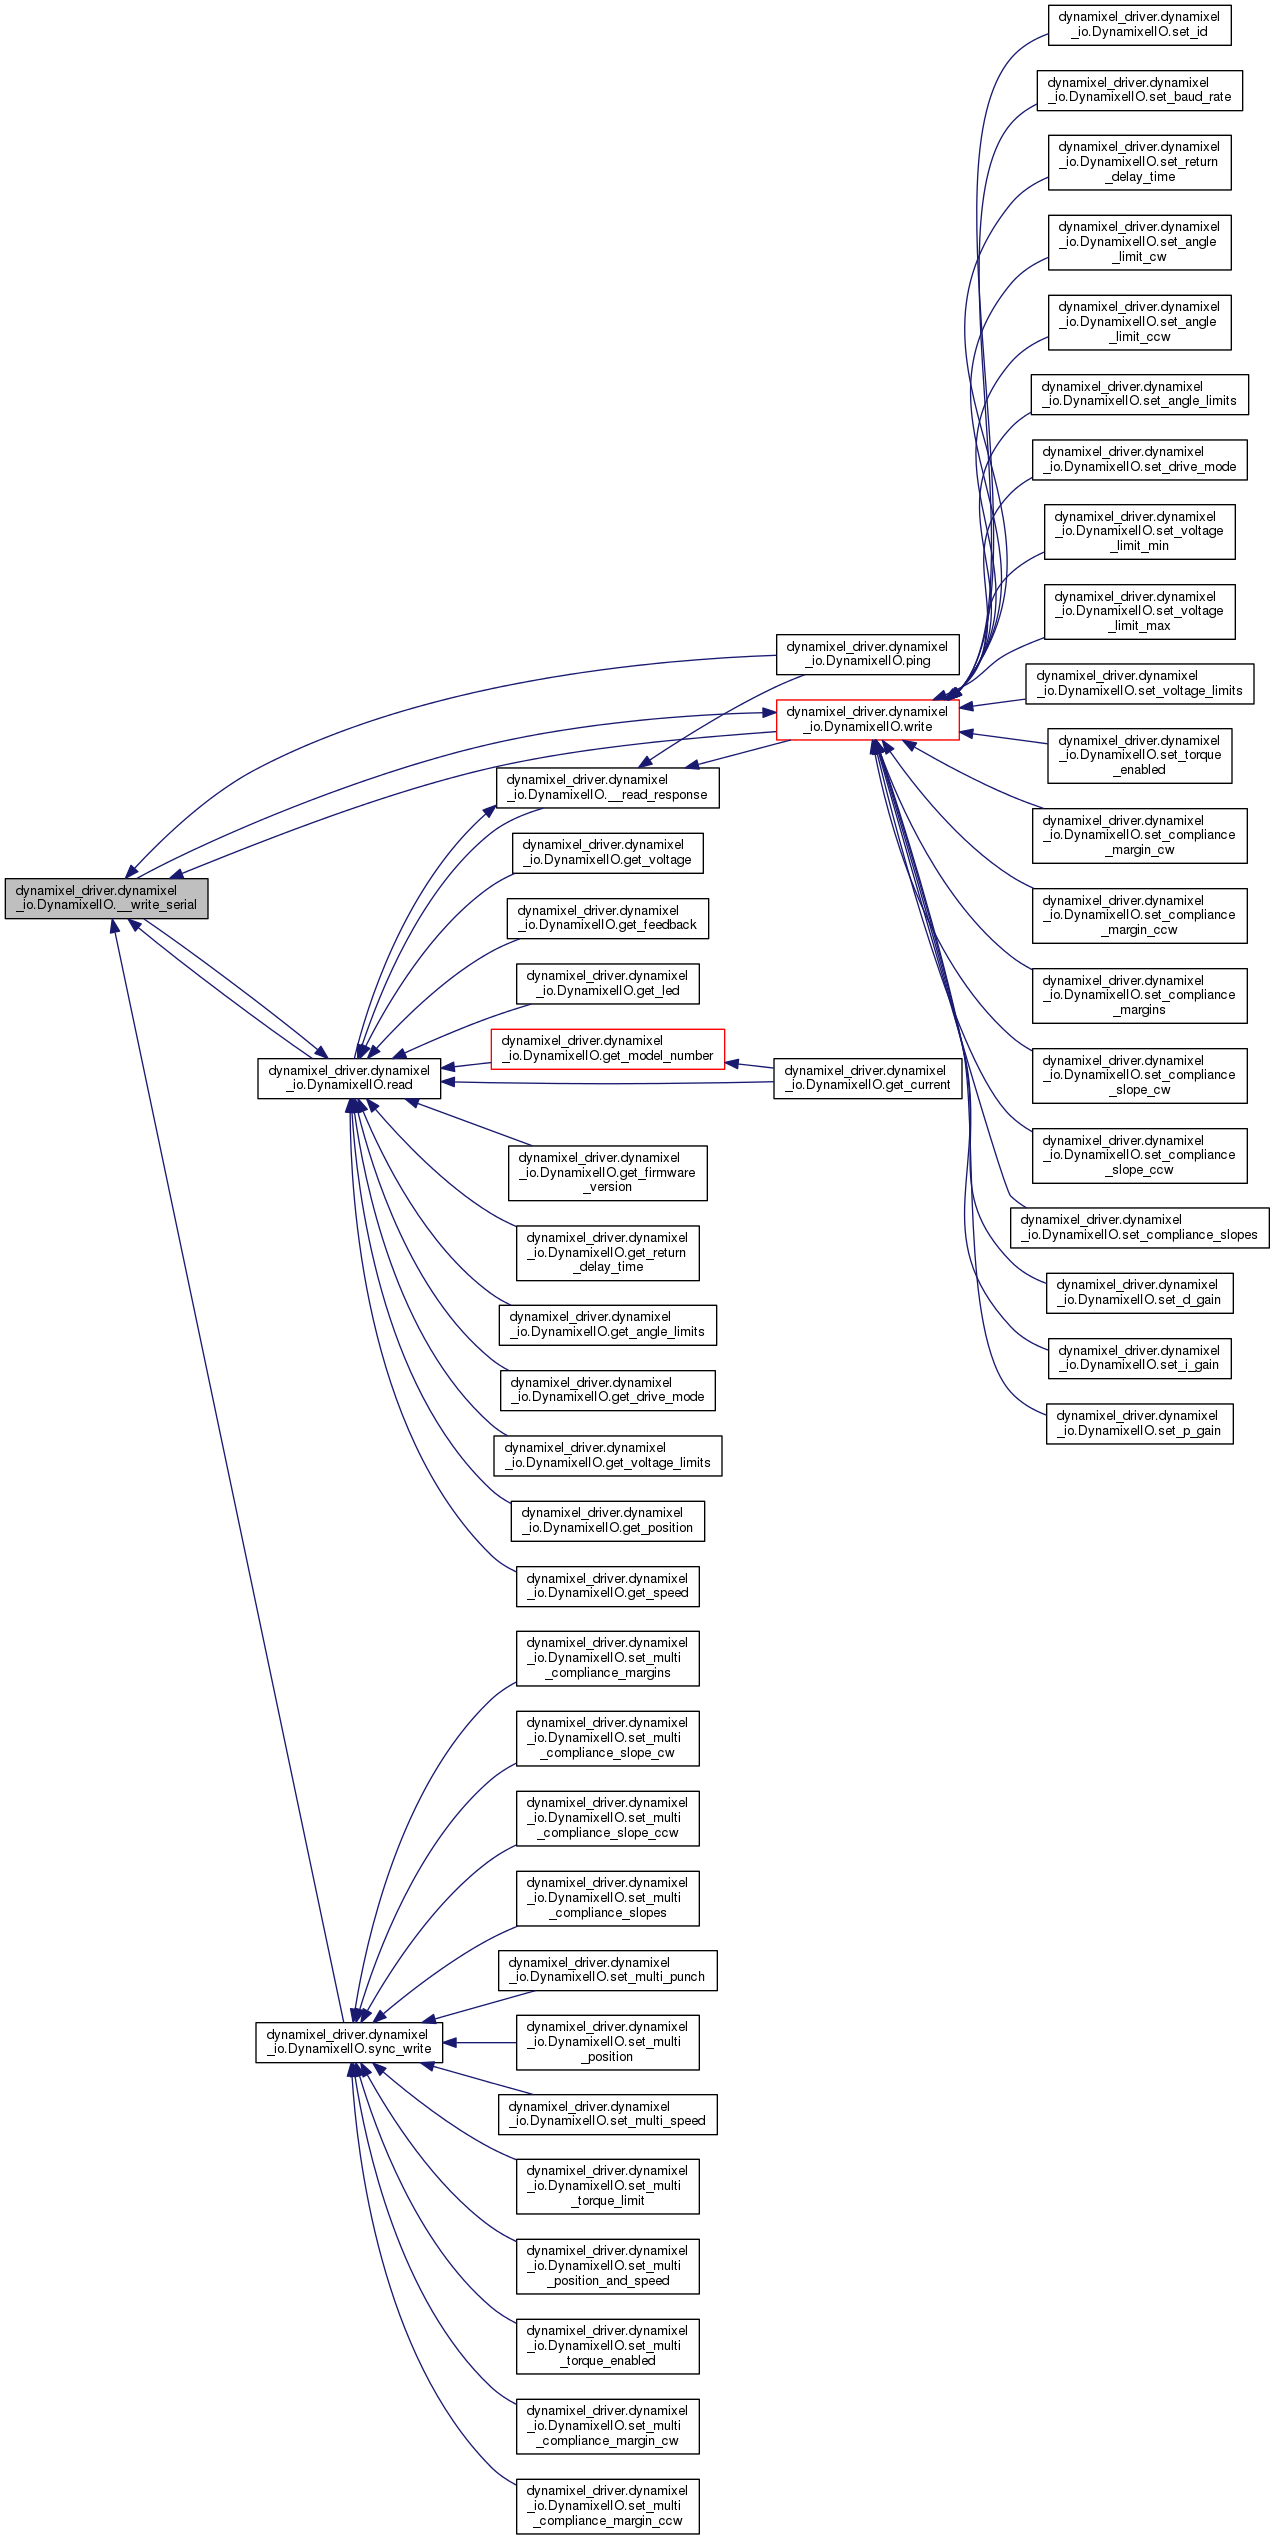 dynamixel_driver.dynamixel
_io.DynamixelIO.set_id
dynamixel_driver.dynamixel
_io.DynamixelIO.set_baud_rate
dynamixel_driver.dynamixel
_io.DynamixelIO.set_return
_delay_time
dynamixel_driver.dynamixel
_io.DynamixelIO.set_angle
_limit_cw
dynamixel_driver.dynamixel
_io.DynamixelIO.set_angle
_limit_ccw
dynamixel_driver.dynamixel
_io.DynamixelIO.set_angle_limits
dynamixel_driver.dynamixel
_io.DynamixelIO.set_drive_mode
dynamixel_driver.dynamixel
_io.DynamixelIO.set_voltage
_limit_min
dynamixel_driver.dynamixel
_io.DynamixelIO.set_voltage
_limit_max
dynamixel_driver.dynamixel
_io.DynamixelIO.ping
dynamixel_driver.dynamixel
_io.DynamixelIO.set_voltage_limits
dynamixel_driver.dynamixel
_io.DynamixelIO.write
dynamixel_driver.dynamixel
_io.DynamixelIO.set_torque
_enabled
dynamixel_driver.dynamixel
_io.DynamixelIO.__read_response
dynamixel_driver.dynamixel
_io.DynamixelIO.set_compliance
_margin_cw
dynamixel_driver.dynamixel
_io.DynamixelIO.get_voltage
dynamixel_driver.dynamixel
_io.DynamixelIO.__write_serial
dynamixel_driver.dynamixel
_io.DynamixelIO.set_compliance
_margin_ccw
dynamixel_driver.dynamixel
_io.DynamixelIO.get_feedback
dynamixel_driver.dynamixel
_io.DynamixelIO.get_led
dynamixel_driver.dynamixel
_io.DynamixelIO.set_compliance
_margins
dynamixel_driver.dynamixel
_io.DynamixelIO.get_model_number
dynamixel_driver.dynamixel
_io.DynamixelIO.read
dynamixel_driver.dynamixel
_io.DynamixelIO.get_current
dynamixel_driver.dynamixel
_io.DynamixelIO.set_compliance
_slope_cw
dynamixel_driver.dynamixel
_io.DynamixelIO.get_firmware
_version
dynamixel_driver.dynamixel
_io.DynamixelIO.set_compliance
_slope_ccw
dynamixel_driver.dynamixel
_io.DynamixelIO.get_return
_delay_time
dynamixel_driver.dynamixel
_io.DynamixelIO.set_compliance_slopes
dynamixel_driver.dynamixel
_io.DynamixelIO.set_d_gain
dynamixel_driver.dynamixel
_io.DynamixelIO.get_angle_limits
dynamixel_driver.dynamixel
_io.DynamixelIO.set_i_gain
dynamixel_driver.dynamixel
_io.DynamixelIO.get_drive_mode
dynamixel_driver.dynamixel
_io.DynamixelIO.set_p_gain
dynamixel_driver.dynamixel
_io.DynamixelIO.get_voltage_limits
dynamixel_driver.dynamixel
_io.DynamixelIO.get_position
dynamixel_driver.dynamixel
_io.DynamixelIO.get_speed
dynamixel_driver.dynamixel
_io.DynamixelIO.set_multi
_compliance_margins
dynamixel_driver.dynamixel
_io.DynamixelIO.set_multi
_compliance_slope_cw
dynamixel_driver.dynamixel
_io.DynamixelIO.set_multi
_compliance_slope_ccw
dynamixel_driver.dynamixel
_io.DynamixelIO.set_multi
_compliance_slopes
dynamixel_driver.dynamixel
_io.DynamixelIO.set_multi_punch
dynamixel_driver.dynamixel
_io.DynamixelIO.sync_write
dynamixel_driver.dynamixel
_io.DynamixelIO.set_multi
_position
dynamixel_driver.dynamixel
_io.DynamixelIO.set_multi_speed
dynamixel_driver.dynamixel
_io.DynamixelIO.set_multi
_torque_limit
dynamixel_driver.dynamixel
_io.DynamixelIO.set_multi
_position_and_speed
dynamixel_driver.dynamixel
_io.DynamixelIO.set_multi
_torque_enabled
dynamixel_driver.dynamixel
_io.DynamixelIO.set_multi
_compliance_margin_cw
dynamixel_driver.dynamixel
_io.DynamixelIO.set_multi
_compliance_margin_ccw